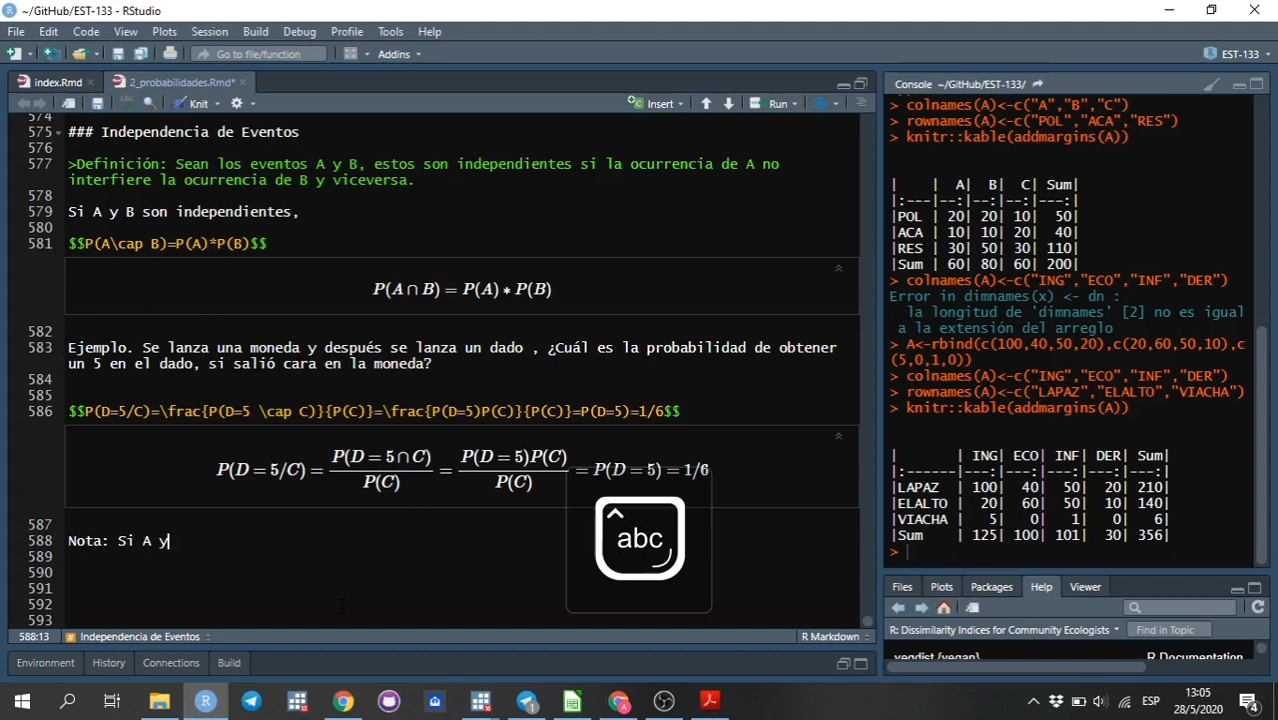 ~/GitHub/EST-133 - RStudio
File Edit Code View Plots Session Build Debug Profile Tools Help
Go to file/function
Addins
EST-133
index.Rmd
2_probabilidades.Rmd*
Knit
Insert
Run
574
575 ### Independencia de Eventos
576
577 >Definición: Sean los eventos A y B, estos son independientes si la ocurrencia de A no
interfiere la ocurrencia de B y viceversa.
578
579 Si A y B son independientes,
580
581 $$P(A\cap B)=P(A)*P(B)$$
P(A ∩ B) = P(A) * P(B)
582
583 Ejemplo. Se lanza una moneda y después se lanza un dado , ¿Cuál es la probabilidad de obtener
un 5 en el dado, si salió cara en la moneda?
584
585
586 $$P(D=5/C)=\frac{P(D=5 \cap C)}{P(C)}=\frac{P(D=5)P(C)}{P(C)}=P(D=5)=1/6$$
P(D = 5/C) = P(D = 5 ∩ C) / P(C) = P(D = 5)P(C) / P(C) = P(D = 5) = 1/6
587
588 Nota: Si A y
589
590
591
592
593
abc
588:13 # Independencia de Eventos R Markdown
Environment History Connections Build
Console ~/GitHub/EST-133/
> colnames(A)<-c("A","B","C")
> rownames(A)<-c("POL","ACA","RES")
> knitr::kable(addmargins(A))
|    |  A|  B|  C| Sum|
|:---|--:|--:|--:|---:|
|POL | 20| 20| 10|  50|
|ACA | 10| 10| 20|  40|
|RES | 30| 50| 30| 110|
|Sum | 60| 80| 60| 200|
> colnames(A)<-c("ING","ECO","INF","DER")
Error in dimnames(x) <- dn :
la longitud de 'dimnames' [2] no es igual
a la extensión del arreglo
> A<-rbind(c(100,40,50,20),c(20,60,50,10),c
(5,0,1,0))
> colnames(A)<-c("ING","ECO","INF","DER")
> rownames(A)<-c("LAPAZ","ELALTO","VIACHA")
> knitr::kable(addmargins(A))
|       | ING| ECO| INF| DER| Sum|
|:------|---:|---:|---:|---:|---:|
|LAPAZ  | 100|  40|  50|  20| 210|
|ELALTO |  20|  60|  50|  10| 140|
|VIACHA |   5|   0|   1|   0|   6|
|Sum    | 125| 100| 101|  30| 356|
>
Files Plots Packages Help Viewer
R: Dissimilarity Indices for Community Ecologists
Find in Topic
vegdist {vegan} R Documentation
ESP
13:05
28/5/2020
4